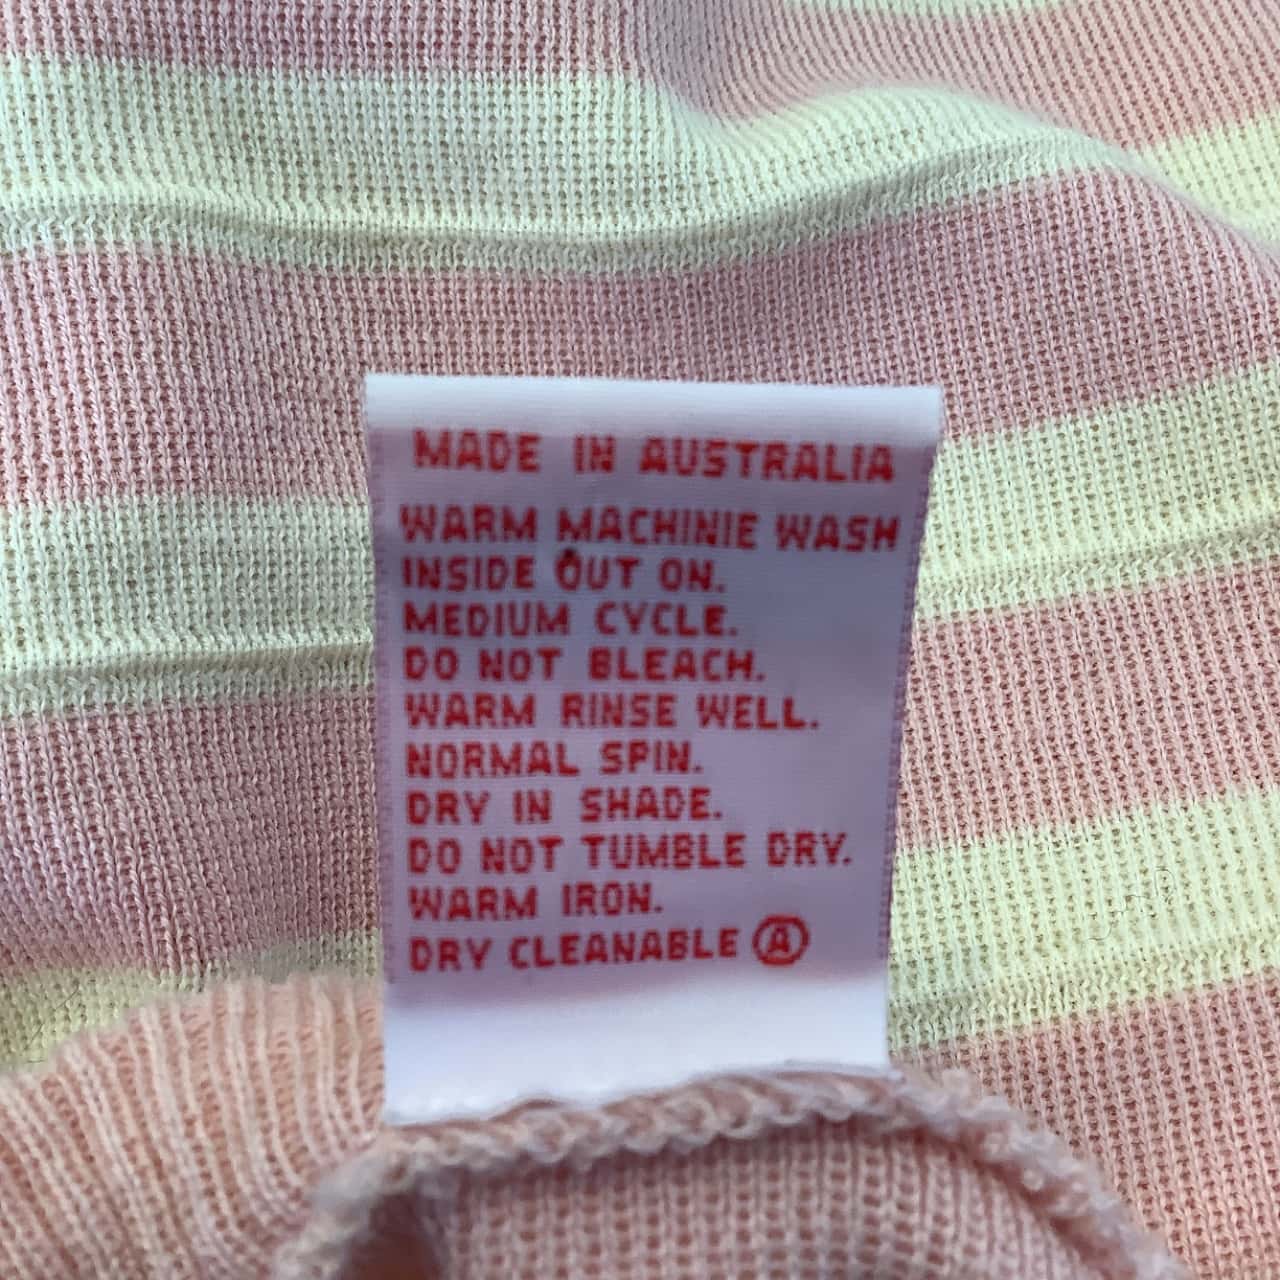 MADE IN AUSTRALIA
WARM MACHINIE WASH
INSIDE OUT ON.
MEDIUM CYCLE.
DO NOT BLEACH.
WARM RINSE WELL.
NORMAL SPIN.
DRY IN SHADE.
DO NOT TUMBLE DRY.
WARM IRON.
DRY CLEANABLE Ⓐ